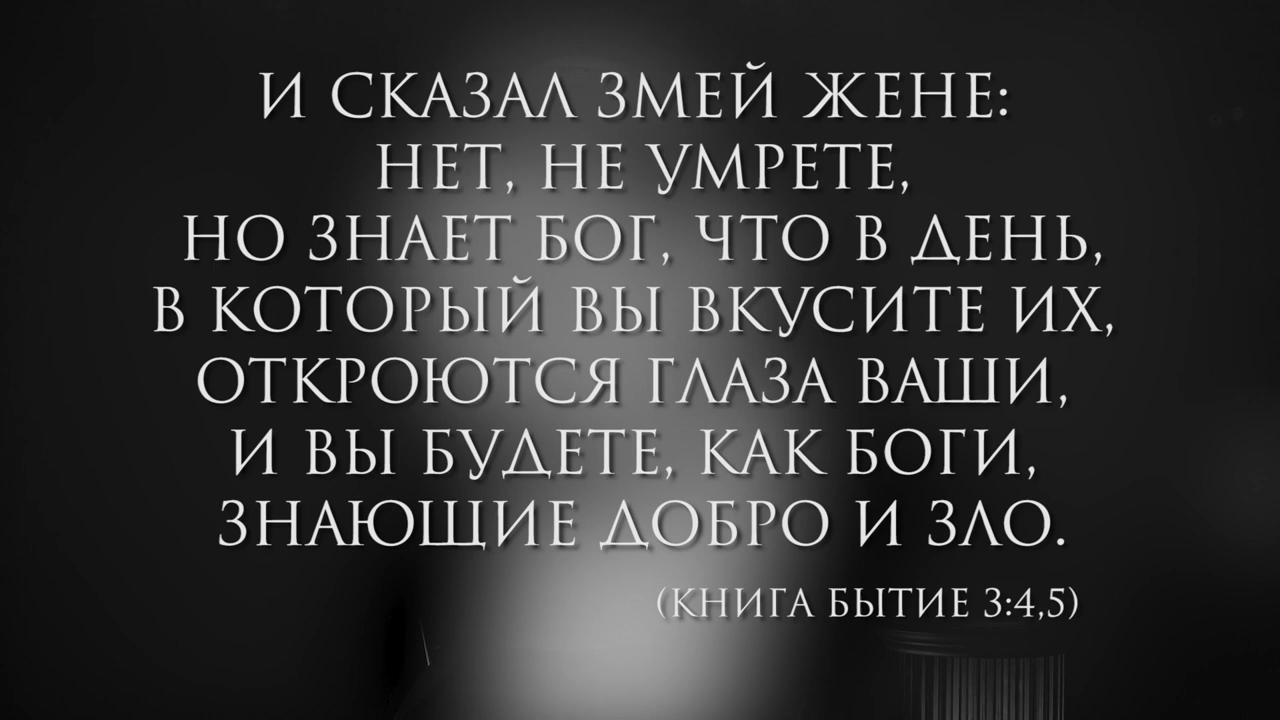 И СКАЗАЛ ЗМЕЙ ЖЕНЕ:
НЕТ, НЕ УМРЕТЕ,
НО ЗНАЕТ БОГ, ЧТО В ДЕНЬ,
В КОТОРЫЙ ВЫ ВКУСИТЕ ИХ,
ОТКРОЮТСЯ ГЛАЗА ВАШИ,
И ВЫ БУДЕТЕ, КАК БОГИ,
ЗНАЮЩИЕ ДОБРО И ЗЛО.
(КНИГА БЫТИЕ 3:4,5)